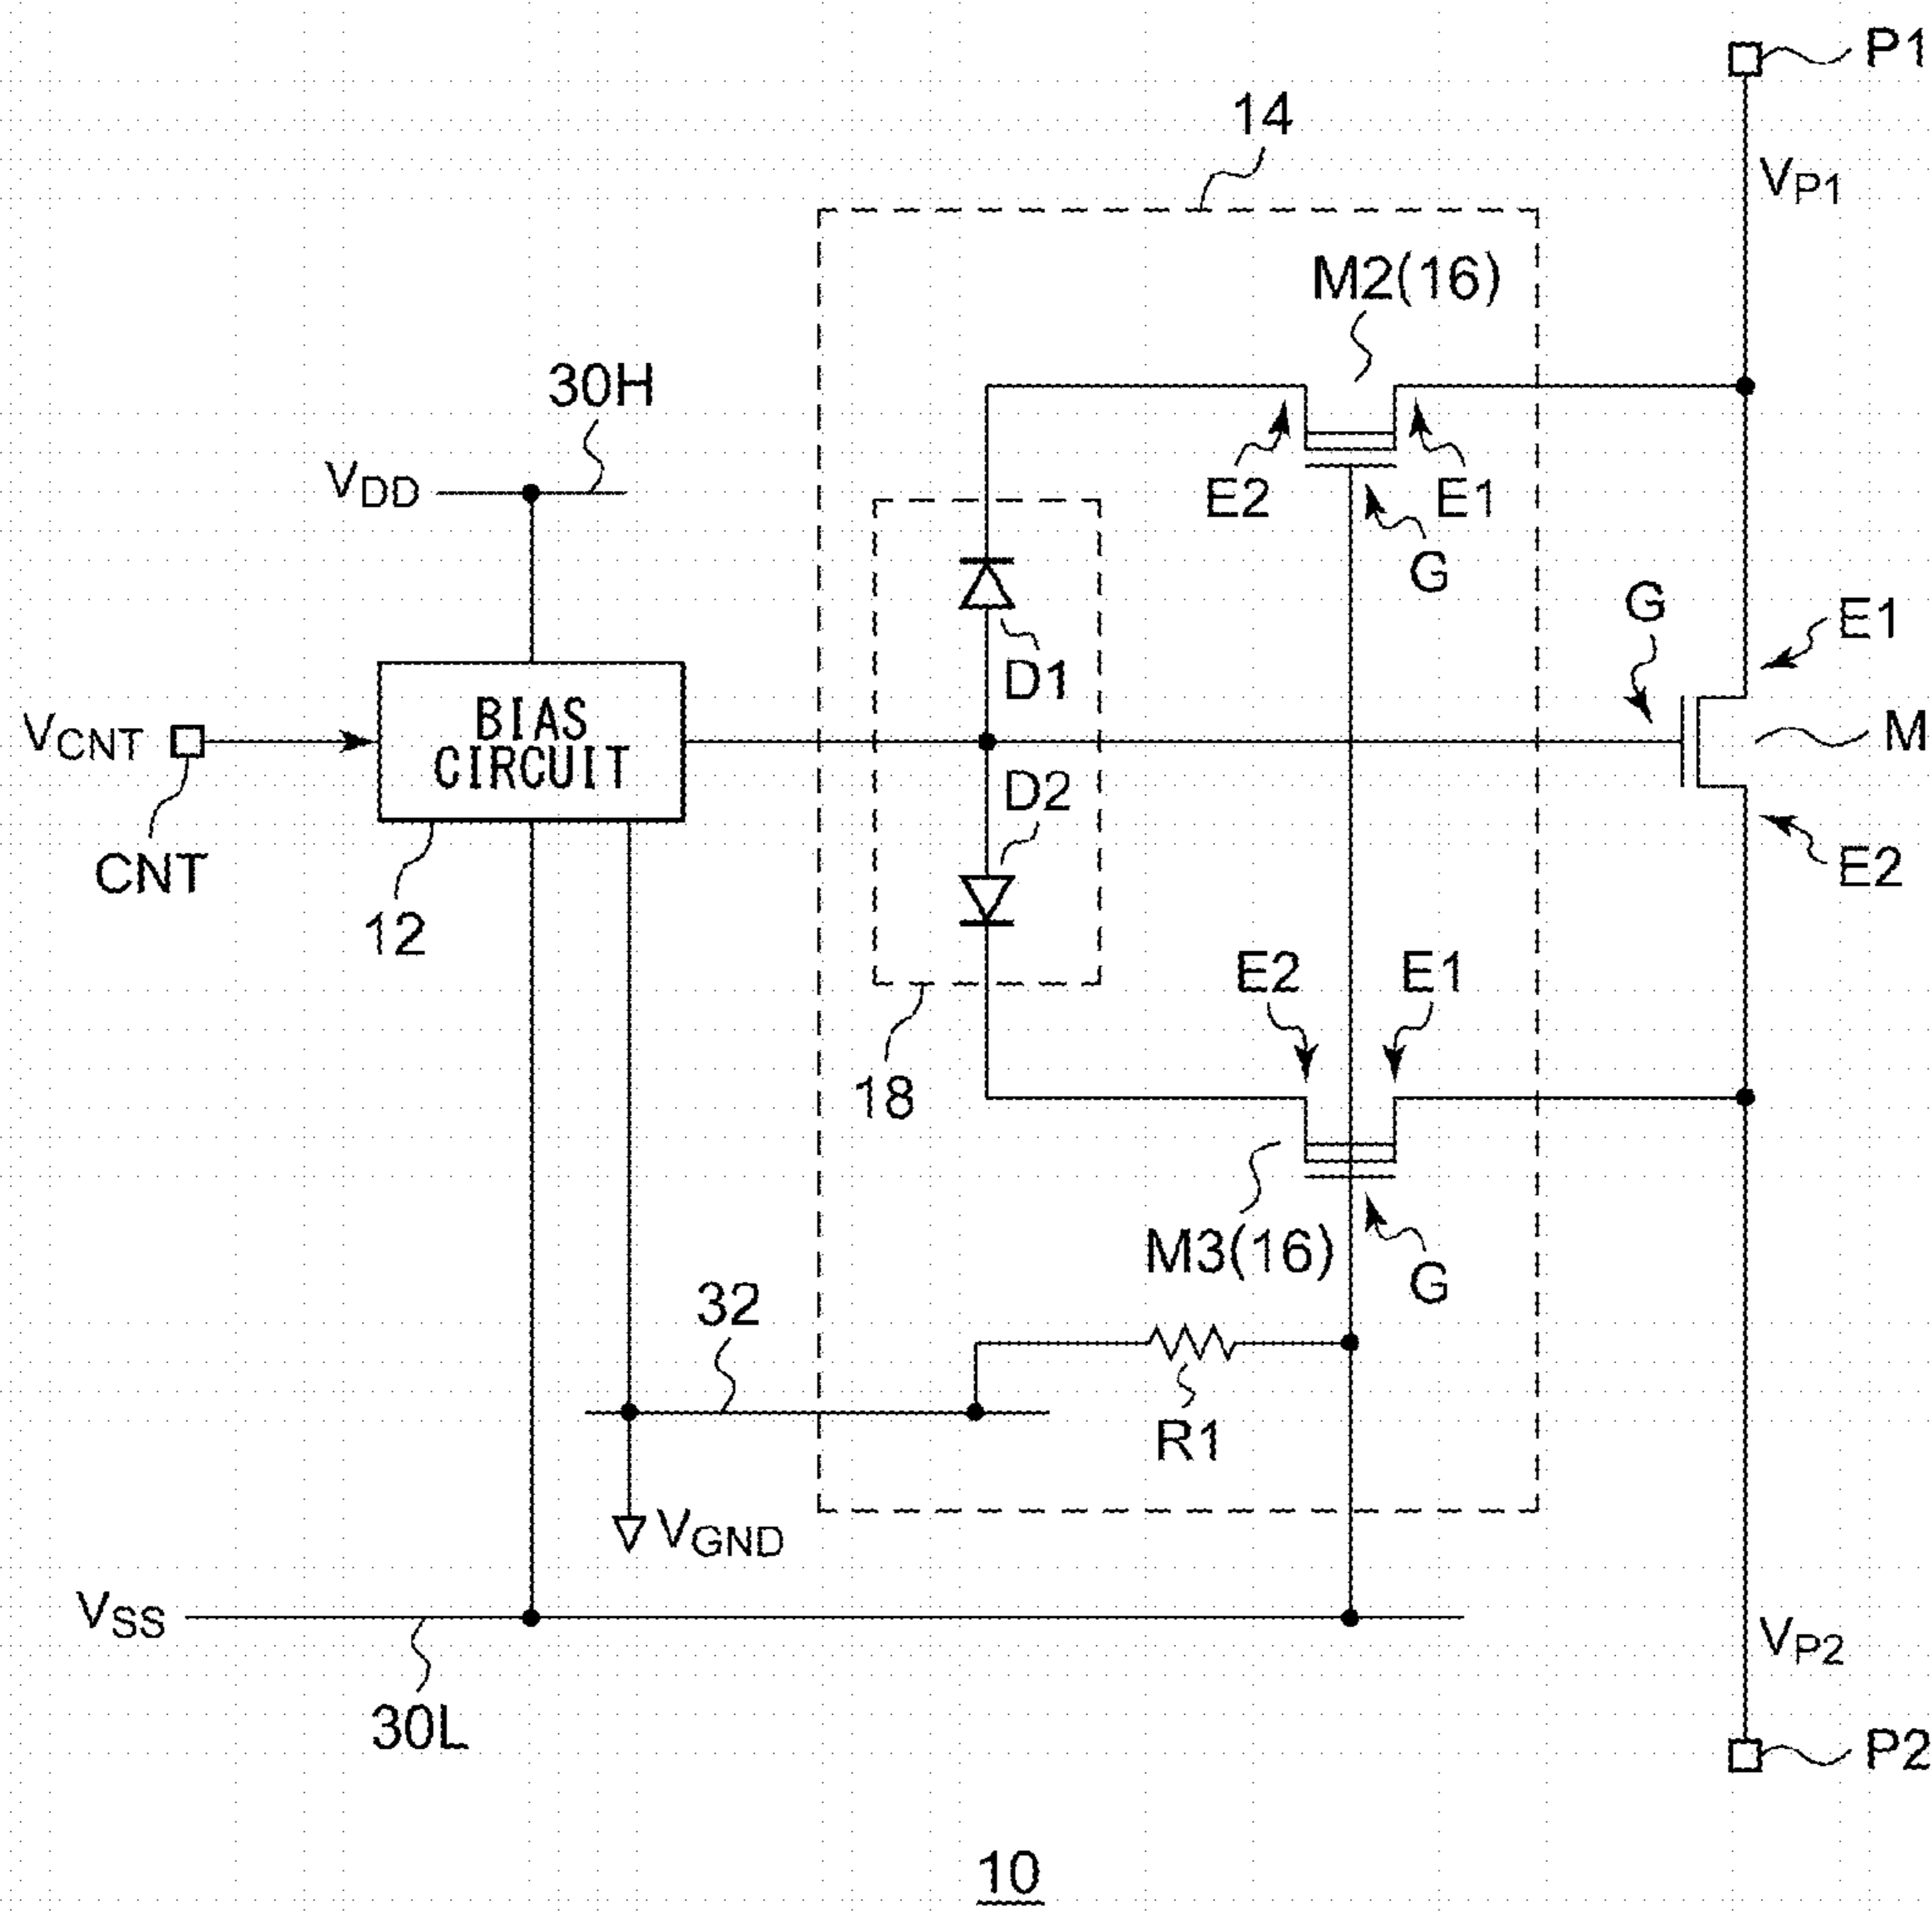 P1
14
VP1
M2(16)
30H
VDD
E2
E1
G
G
E1
D1
BIAS
CIRCUIT
VCNT
M
D2
CNT
12
E2
E2
E1
18
M3(16)
G
32
R1
VGND
VSS
VP2
30L
P2
10